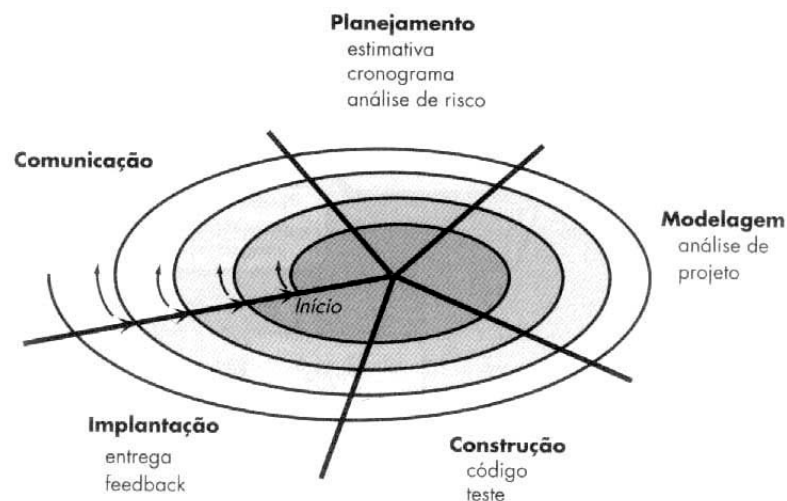 Planejamento
estimativa
cronograma
análise de risco
Comunicação
Modelagem
análise de
projeto
Início
Implantação
entrega
feedback
Construção
código
teste